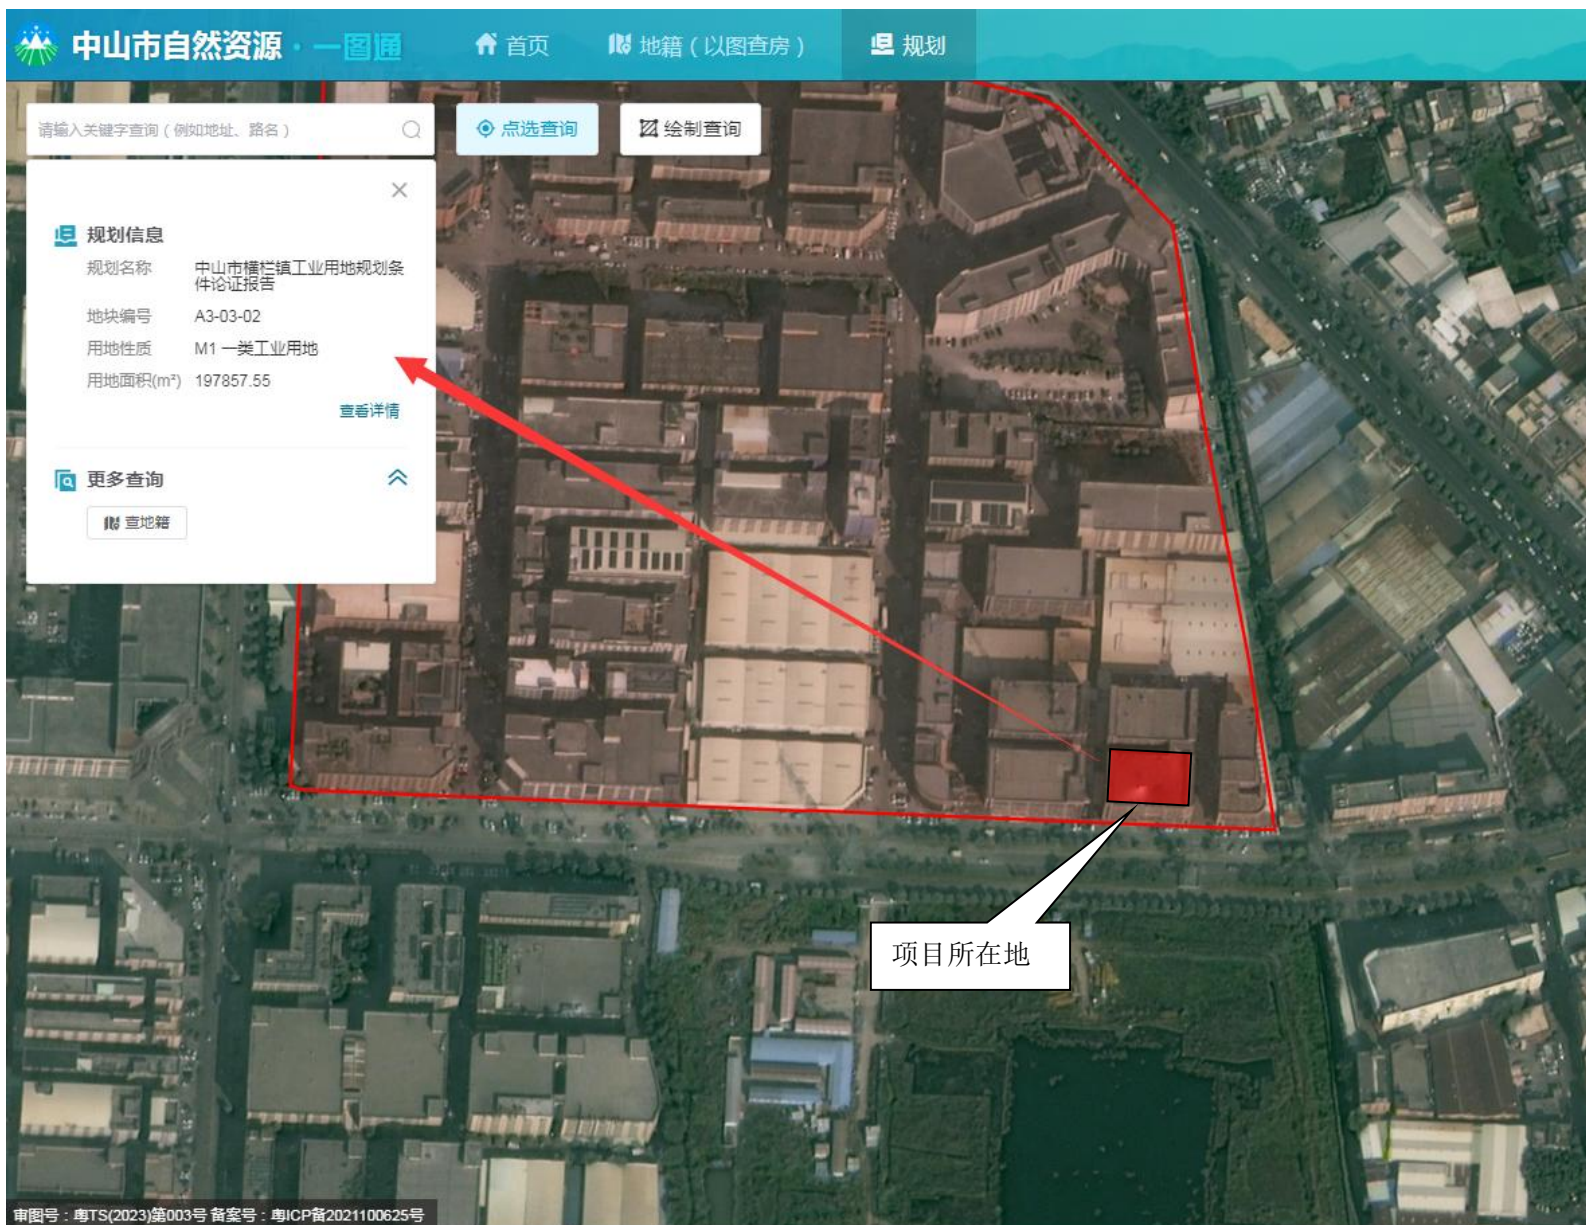 中山市自然资源·一图通
首页
地籍（以图查房）
规划
请输入关键字查询（例如地址、路名）
点选查询
绘制查询
规划信息
规划名称 中山市横栏镇工业用地规划条
件论证报告
地块编号 A3-03-02
用地性质 M1 一类工业用地
用地面积(m²) 197857.55
查看详情
更多查询
查地籍
项目所在地
审图号：粤TS(2023)第003号 备案号：粤ICP备2021100625号